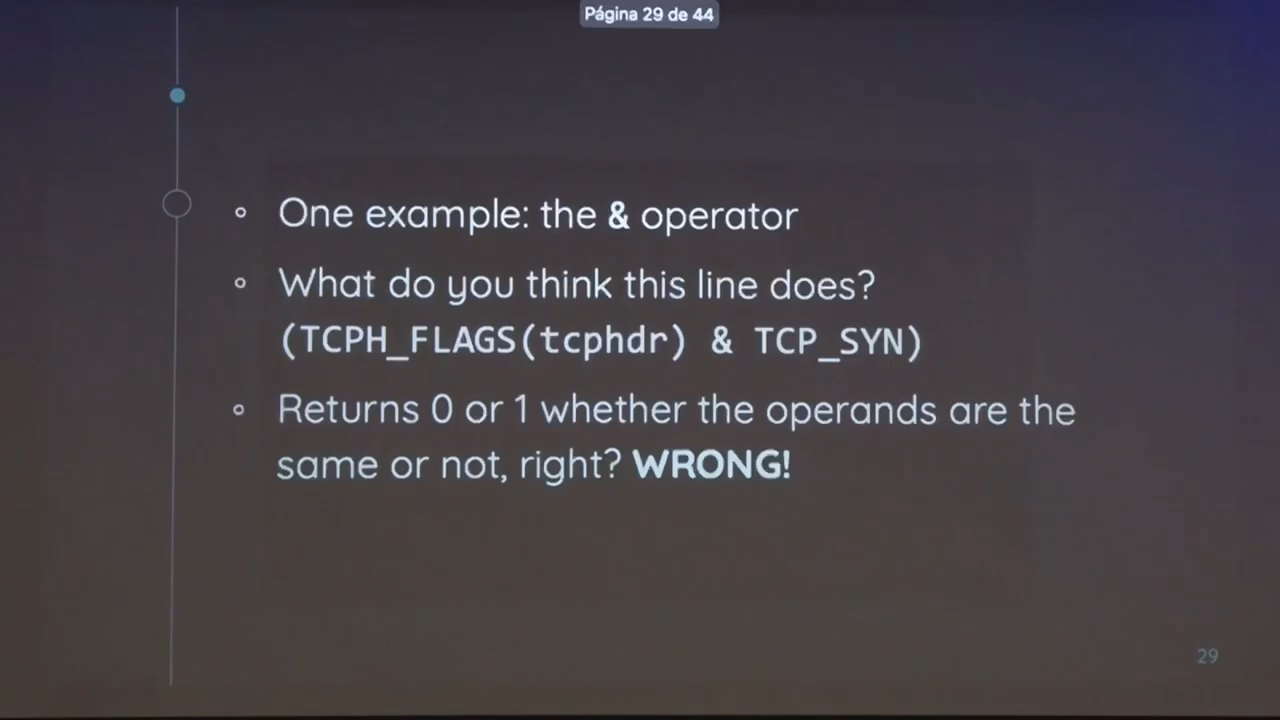 Página 29 de 44
One example: the & operator
What do you think this line does?
(TCPH_FLAGS(tcphdr) & TCP_SYN)
Returns 0 or 1 whether the operands are the
same or not, right? WRONG!
29